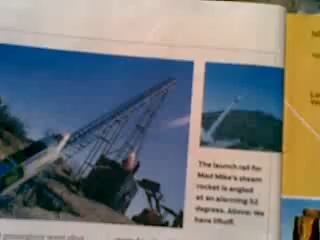 The launch rail for
Mad Mike's steam
rocket is angled
at an alarming 52
degrees. Above: We
have liftoff.